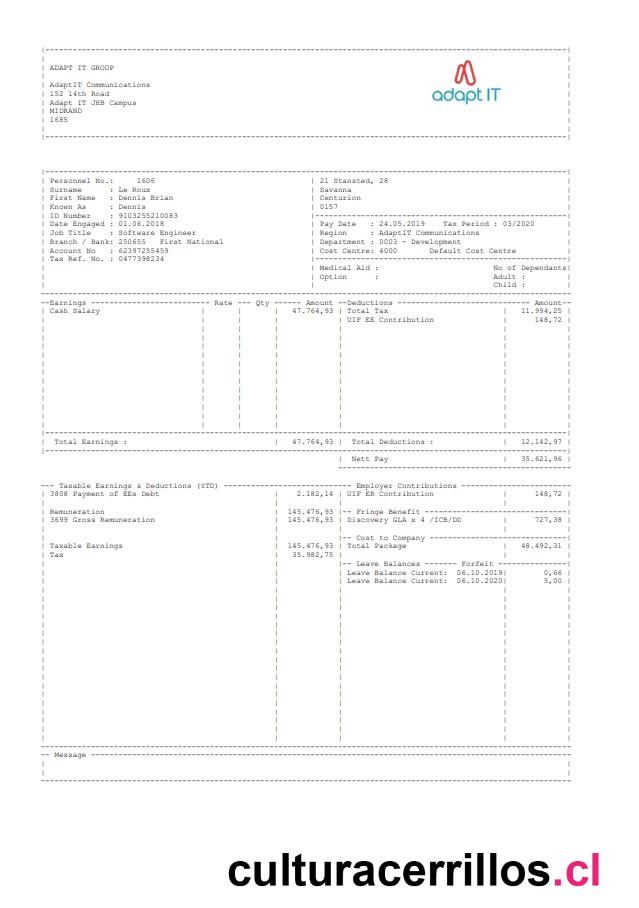 ADAPT IT GROUP
AdaptIT Communications
152 14th Road
Adapt IT JHB Campus
MIDRAND
1685
adapt IT
Personnel No.: 1606
Surname : Le Roux
First Name : Dennis Brian
Known As : Dennis
ID Number : 9103255210083
Date Engaged : 01.06.2018
Job Title : Software Engineer
Branch / Bank: 250655 First National
Account No : 62397255459
Tax Ref. No. : 0477398234
21 Stansted, 28
Savanna
Centurion
0157
Pay Date : 24.05.2019 Tax Period : 03/2020
Region : AdaptIT Communications
Department : 0003 - Development
Cost Centre: 4000 Default Cost Centre
Medical Aid : No of Dependants
Option : Adult :
Child :
Earnings Rate Qty Amount Deductions Amount
Cash Salary 47.764,93 Total Tax 11.994,25
UIF EE Contribution 148,72
Total Earnings : 47.764,93 Total Deductions : 12.142,97
Nett Pay 35.621,96
Taxable Earnings & Deductions (YTD) Employer Contributions
3808 Payment of EEs Debt 2.182,14 UIF ER Contribution 148,72
Remuneration 145.476,93 Fringe Benefit
3699 Gross Remuneration 145.476,93 Discovery GLA x 4 /ICB/DD 727,38
Cost to Company
Taxable Earnings 145.476,93 Total Package 48.492,31
Tax 35.982,75
Leave Balances Forfeit
Leave Balance Current: 06.10.2019 0,66
Leave Balance Current: 06.10.2020 5,00
Message
culturacerrillos.cl